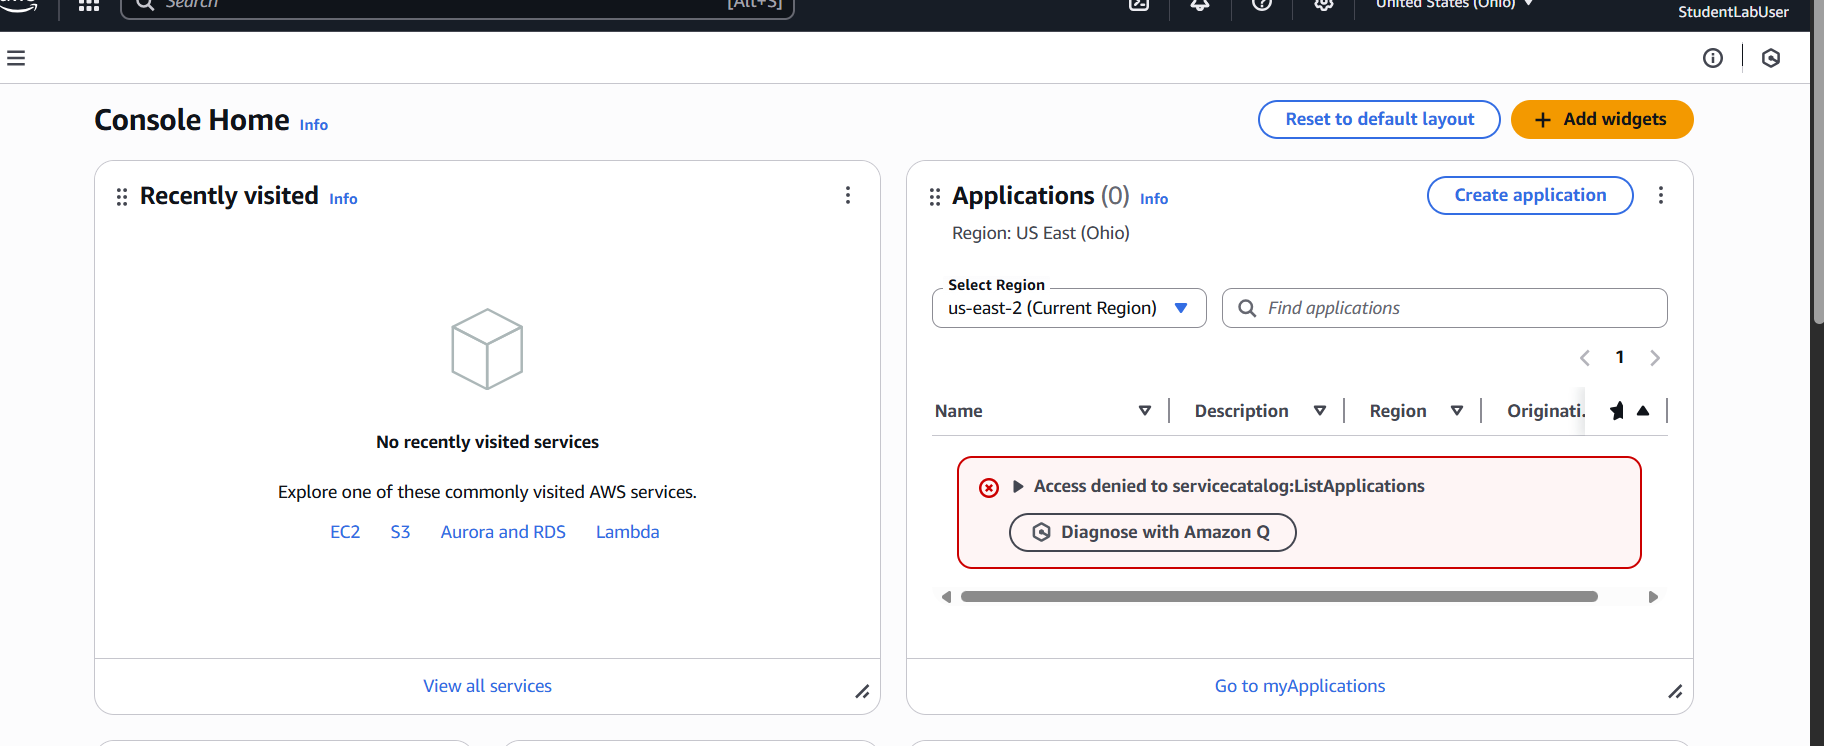 Search
[Alt+S]
United States (Ohio)
StudentLabUser
Console Home Info
Reset to default layout
Add widgets
Recently visited Info
No recently visited services
Explore one of these commonly visited AWS services.
EC2 S3 Aurora and RDS Lambda
View all services
Applications (0) Info
Create application
Region: US East (Ohio)
Select Region
us-east-2 (Current Region)
Find applications
1
Name Description Region Originati.
Access denied to servicecatalog:ListApplications
Diagnose with Amazon Q
Go to myApplications